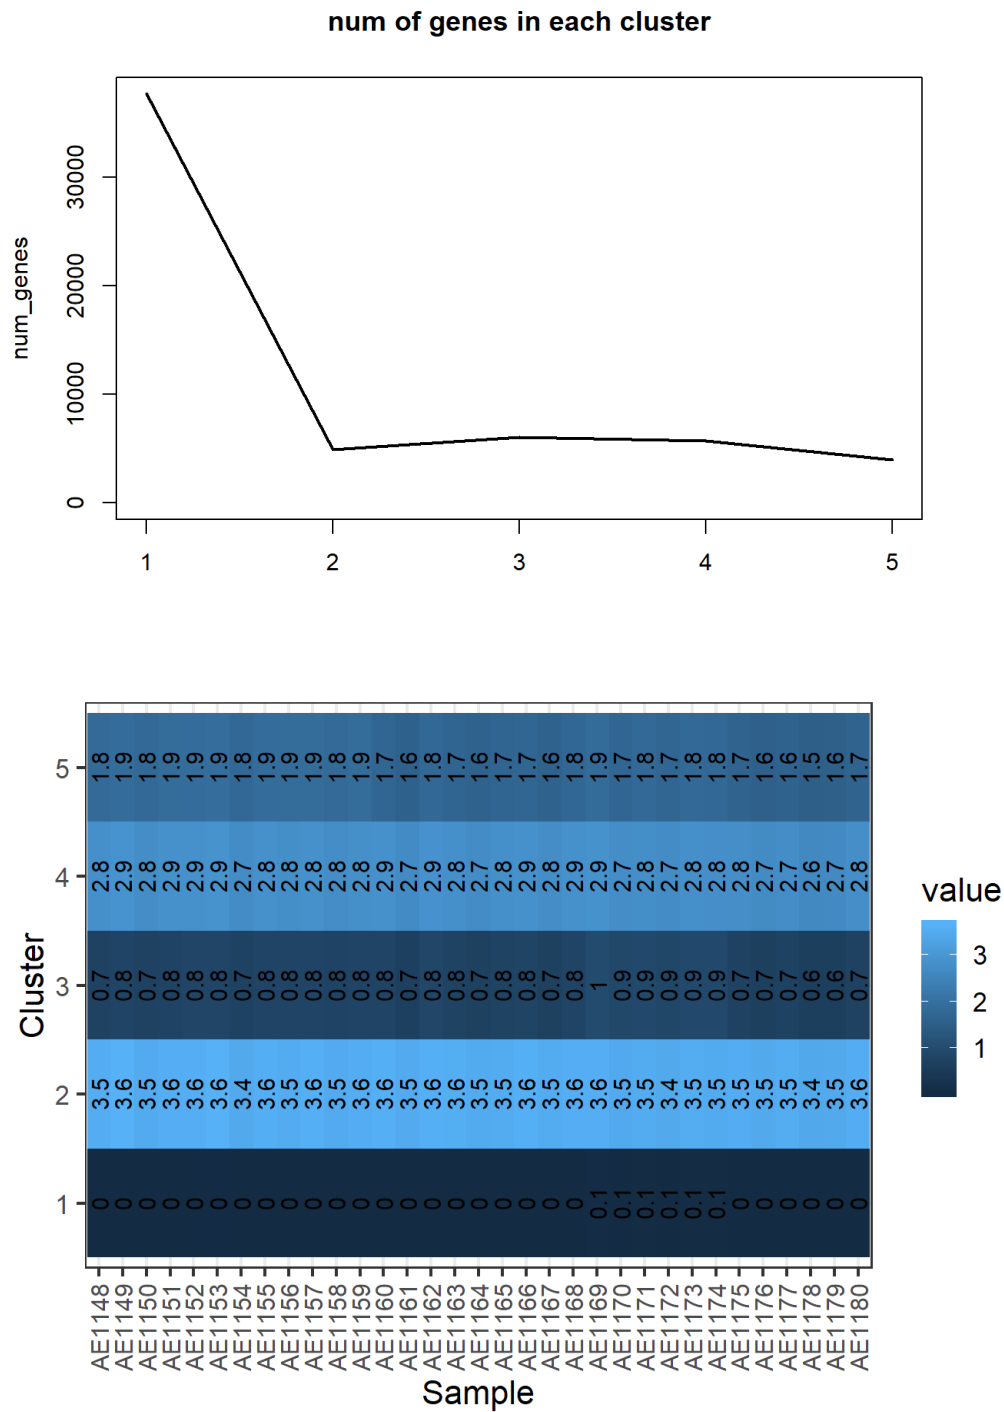 num of genes in each cluster
num_genes
30000
20000
10000
0
1 2 3 4 5
5 1.8 1.9 1.8 1.9 1.9 1.9 1.8 1.9 1.9 1.9 1.8 1.9 1.7 1.6 1.8 1.7 1.6 1.7 1.7 1.6 1.8 1.9 1.7 1.8 1.7 1.8 1.8 1.7 1.6 1.6 1.5 1.6 1.7
4 2.8 2.9 2.8 2.9 2.9 2.9 2.7 2.8 2.8 2.8 2.8 2.8 2.9 2.7 2.9 2.8 2.7 2.8 2.9 2.8 2.9 2.9 2.7 2.8 2.7 2.8 2.8 2.8 2.7 2.7 2.6 2.7 2.8
3 0.7 0.8 0.7 0.8 0.8 0.8 0.7 0.8 0.8 0.8 0.8 0.8 0.8 0.7 0.8 0.8 0.7 0.8 0.8 0.7 0.8 1 0.9 0.9 0.9 0.9 0.9 0.7 0.7 0.7 0.6 0.6 0.7
2 3.5 3.6 3.5 3.6 3.6 3.6 3.4 3.6 3.5 3.6 3.5 3.6 3.6 3.5 3.6 3.6 3.5 3.5 3.6 3.5 3.6 3.6 3.5 3.5 3.4 3.5 3.5 3.5 3.5 3.5 3.4 3.5 3.6
1 0 0 0 0 0 0 0 0 0 0 0 0 0 0 0 0 0 0 0 0 0 0.1 0.1 0.1 0.1 0.1 0.1 0 0 0 0 0 0
Cluster
AE1148 AE1149 AE1150 AE1151 AE1152 AE1153 AE1154 AE1155 AE1156 AE1157 AE1158 AE1159 AE1160 AE1161 AE1162 AE1163 AE1164 AE1165 AE1166 AE1167 AE1168 AE1169 AE1170 AE1171 AE1172 AE1173 AE1174 AE1175 AE1176 AE1177 AE1178 AE1179 AE1180
Sample
value
3
2
1